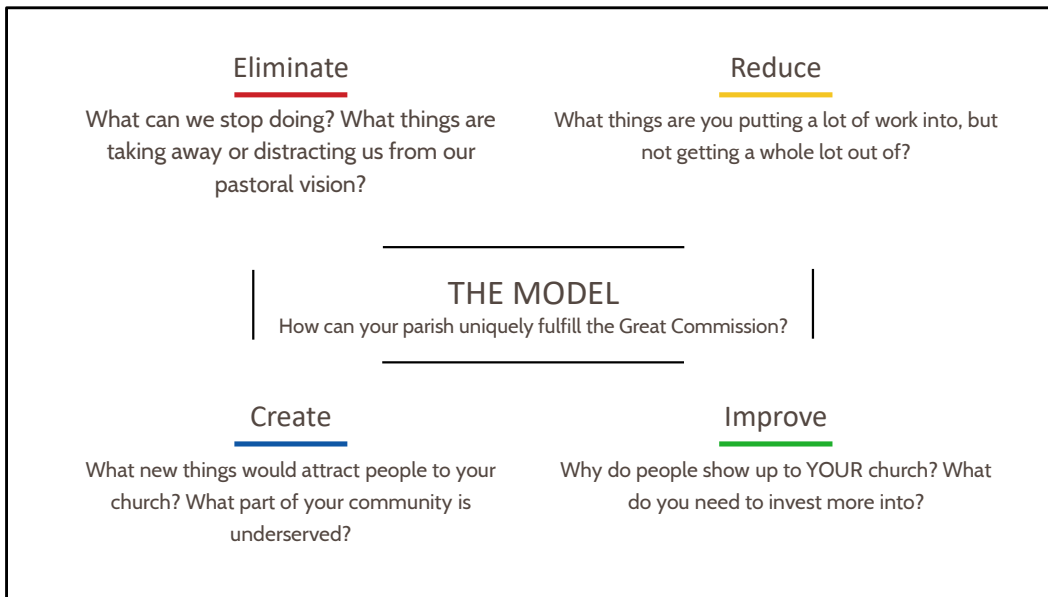 Eliminate
What can we stop doing? What things are
taking away or distracting us from our
pastoral vision?
Reduce
What things are you putting a lot of work into, but
not getting a whole lot out of?
THE MODEL
How can your parish uniquely fulfill the Great Commission?
Create
What new things would attract people to your
church? What part of your community is
underserved?
Improve
Why do people show up to YOUR church? What
do you need to invest more into?